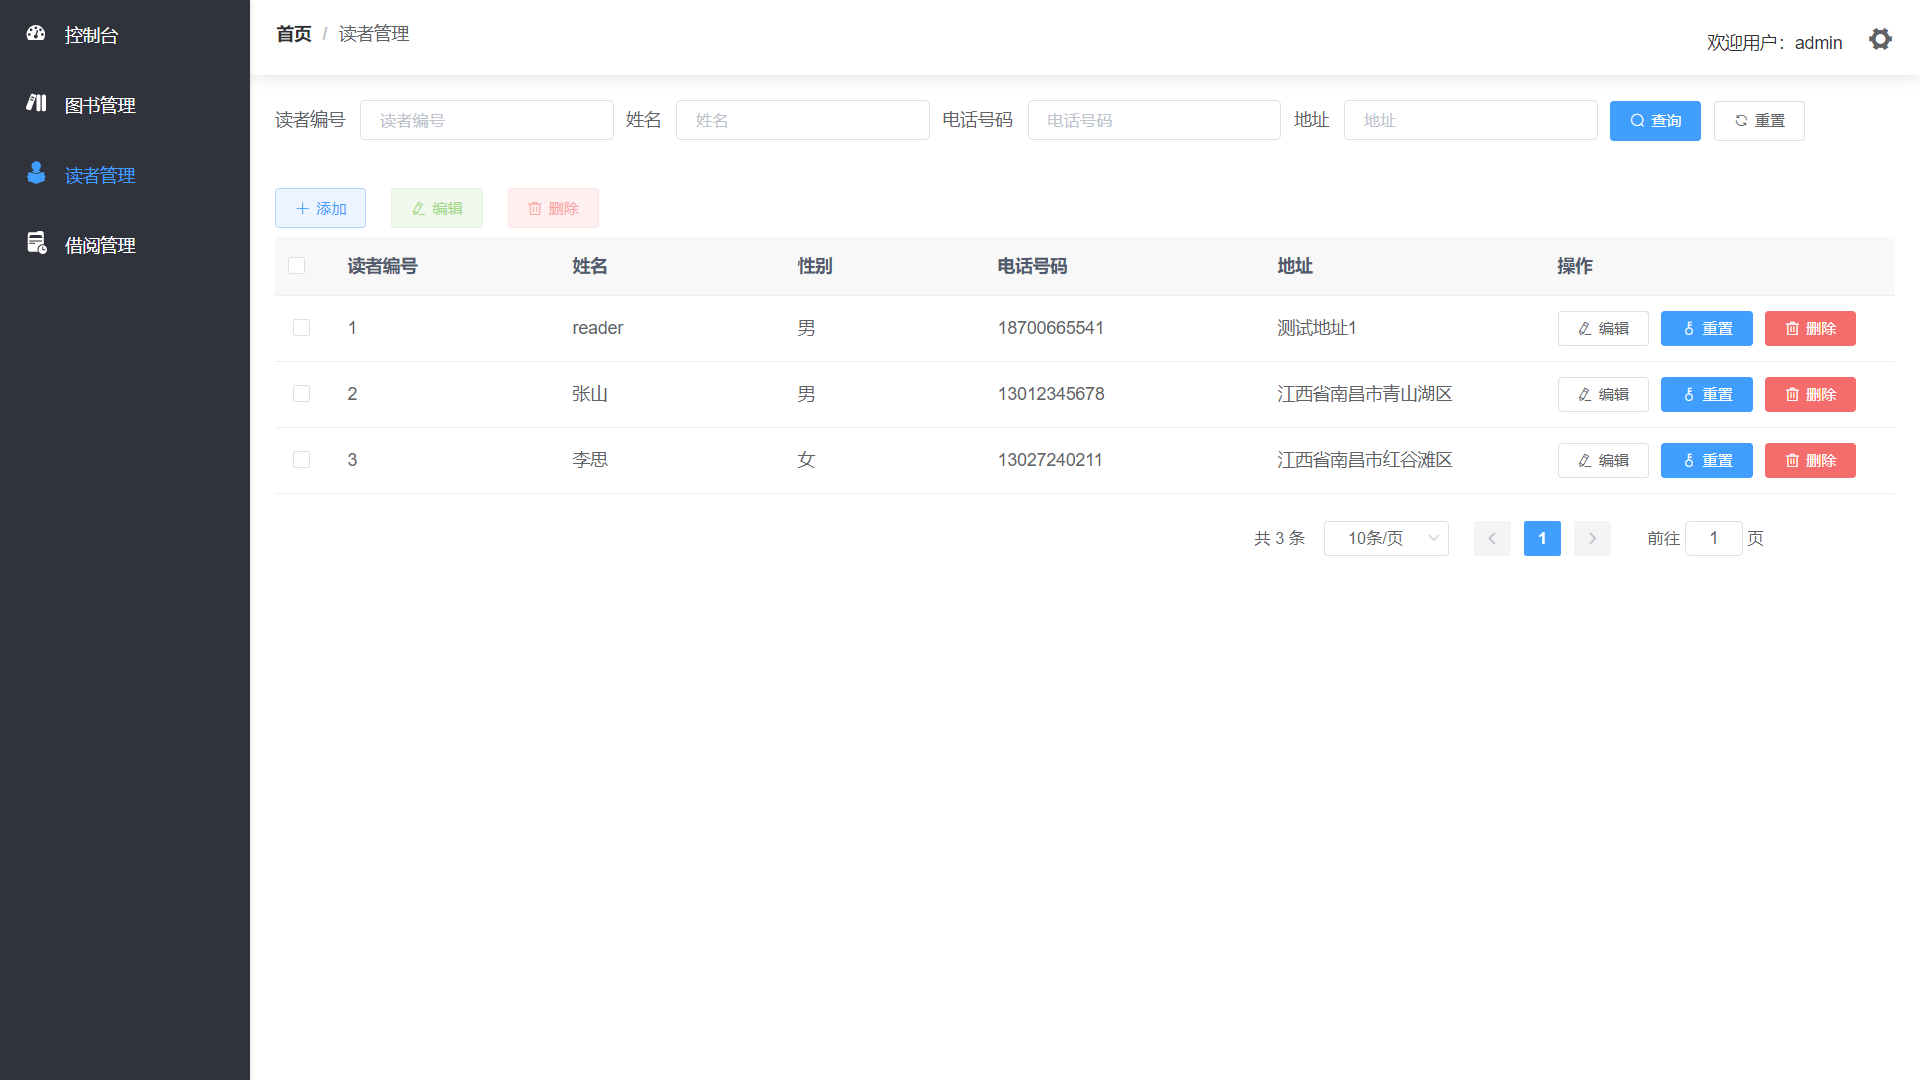 控制台
图书管理
读者管理
借阅管理
首页 / 读者管理
欢迎用户：admin
读者编号 读者编号 姓名 姓名 电话号码 电话号码 地址 地址 查询 重置
添加 编辑 删除
读者编号 姓名 性别 电话号码 地址 操作
1 reader 男 18700665541 测试地址1 编辑 重置 删除
2 张山 男 13012345678 江西省南昌市青山湖区 编辑 重置 删除
3 李思 女 13027240211 江西省南昌市红谷滩区 编辑 重置 删除
共 3 条 10条/页 1 前往 1 页